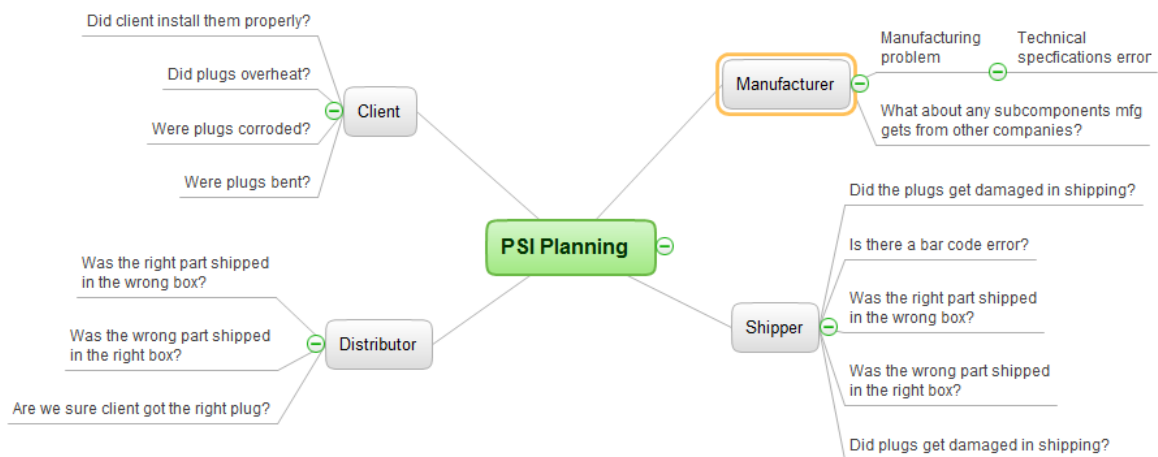 Did client install them properly?
Did plugs overheat?
Were plugs corroded?
Were plugs bent?
Client
Manufacturer
Manufacturing
problem
Technical
specfications error
What about any subcomponents mfg
gets from other companies?
PSI Planning
Was the right part shipped
in the wrong box?
Was the wrong part shipped
in the right box?
Are we sure client got the right plug?
Distributor
Shipper
Did the plugs get damaged in shipping?
Is there a bar code error?
Was the right part shipped
in the wrong box?
Was the wrong part shipped
in the right box?
Did plugs get damaged in shipping?